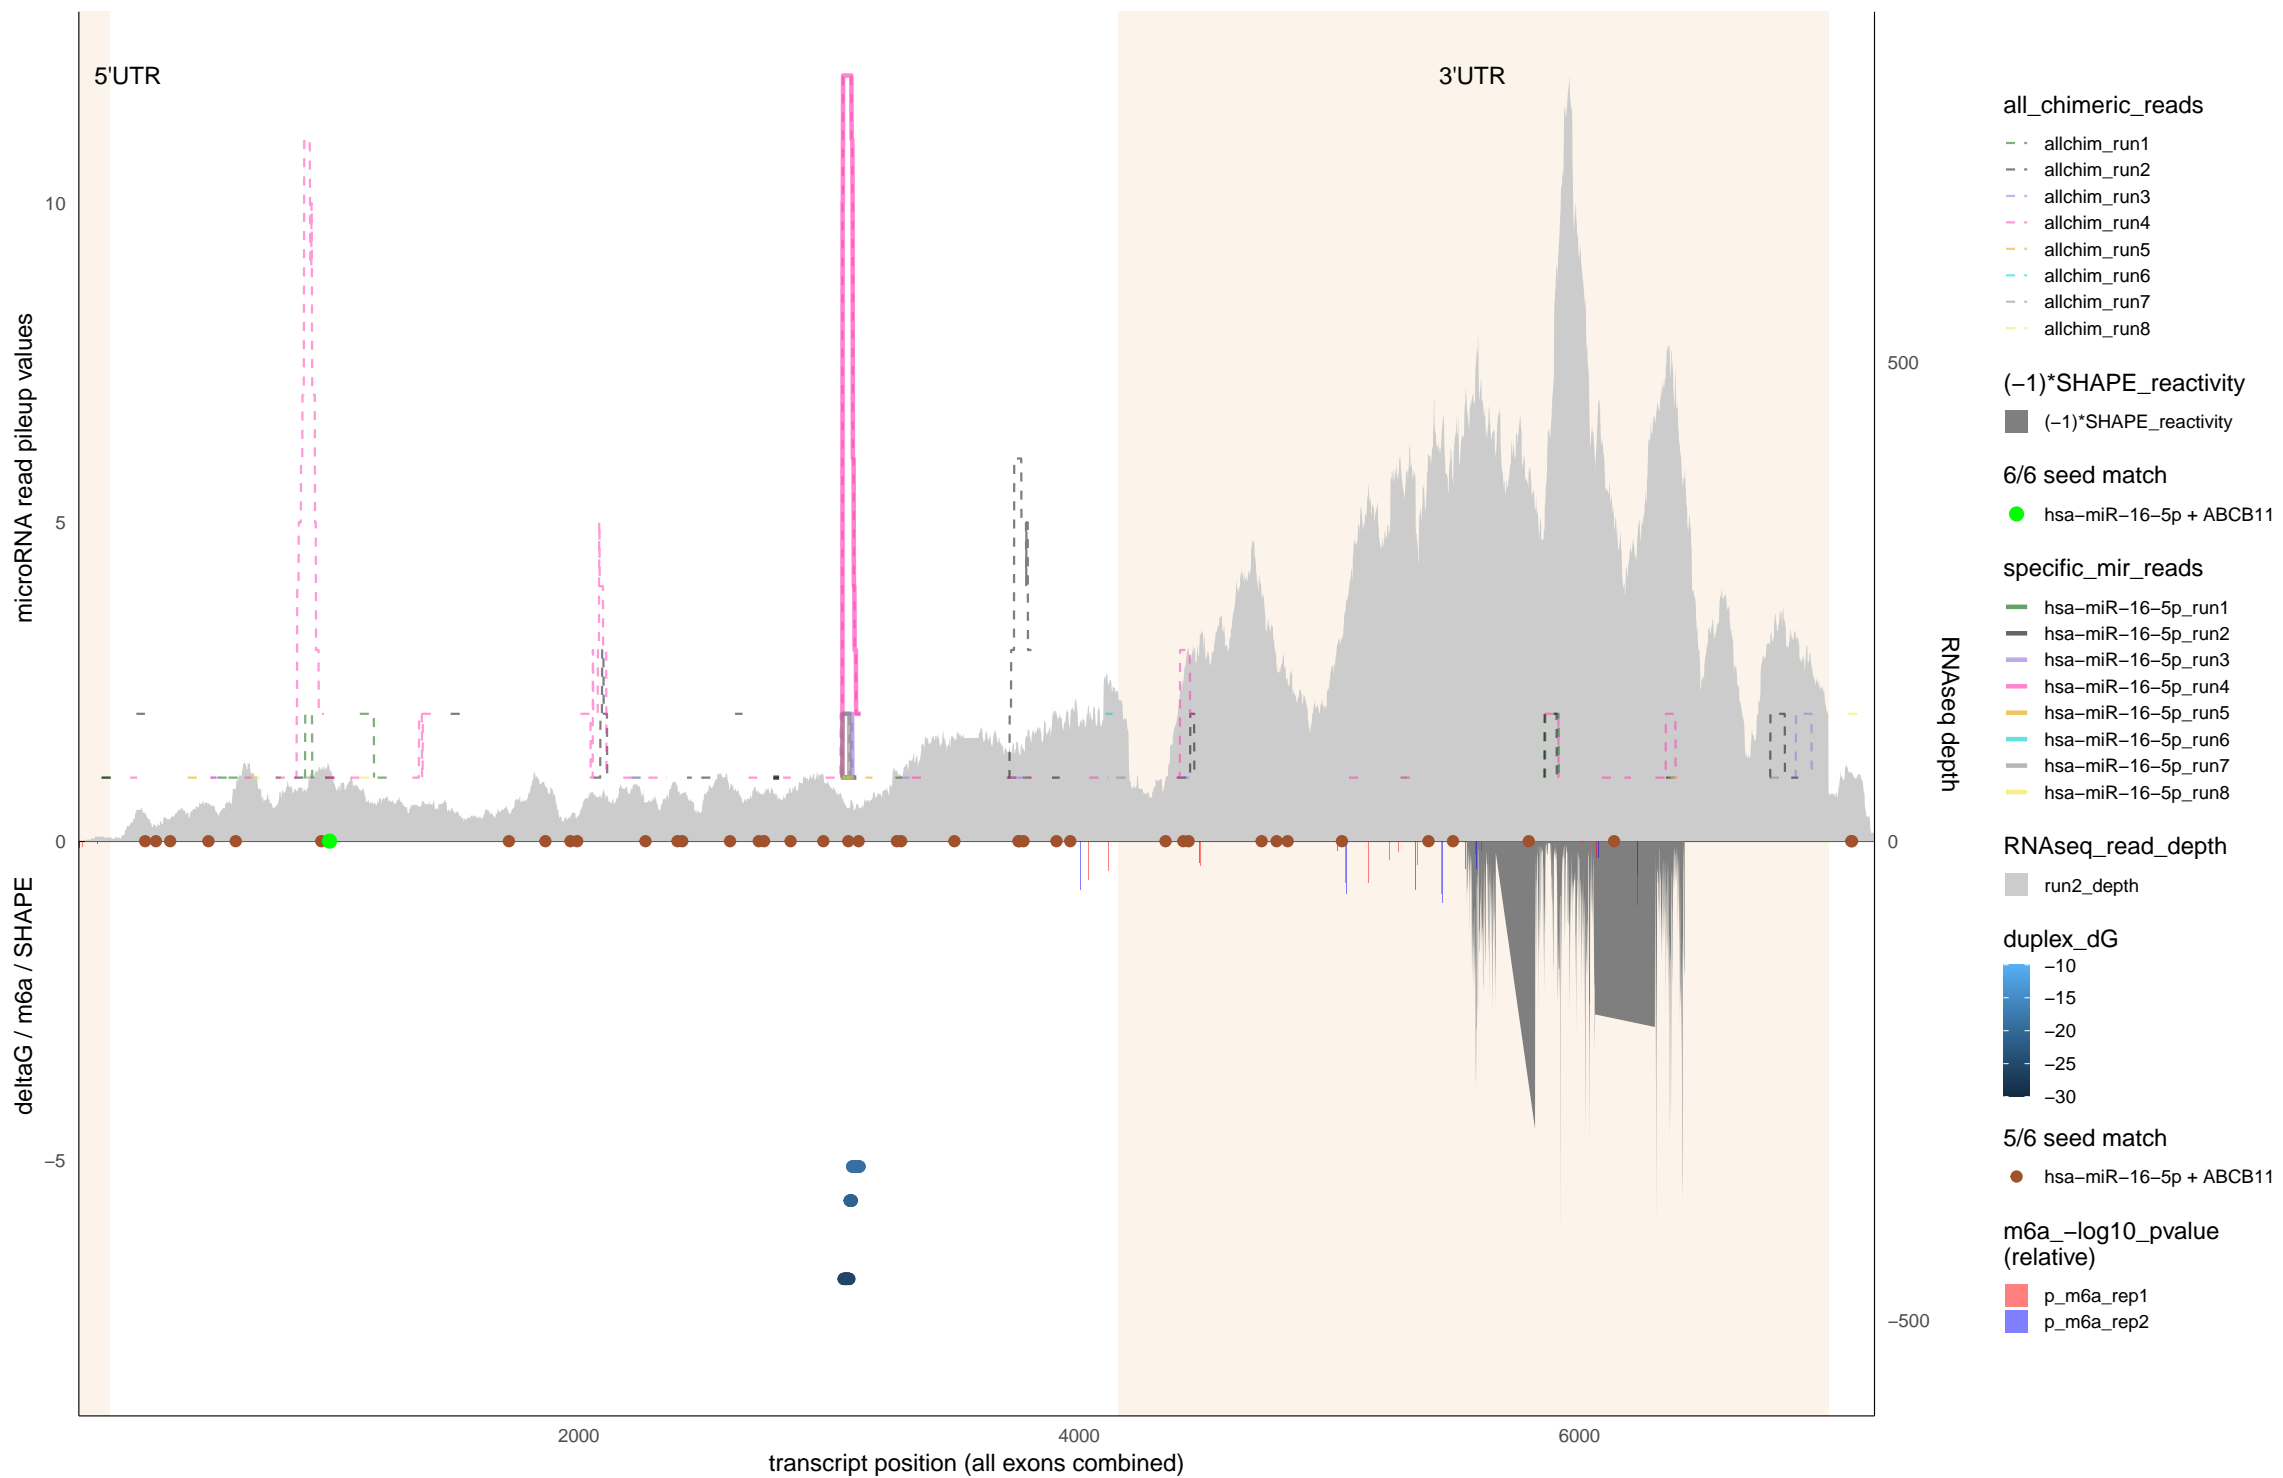 5'UTR
3'UTR
10
5
0
−5
microRNA read pileup values
deltaG / m6a / SHAPE
500
0
−500
RNAseq depth
2000
4000
6000
transcript position (all exons combined)
all_chimeric_reads
allchim_run1
allchim_run2
allchim_run3
allchim_run4
allchim_run5
allchim_run6
allchim_run7
allchim_run8
(−1)*SHAPE_reactivity
(−1)*SHAPE_reactivity
6/6 seed match
hsa−miR−16−5p + ABCB11
specific_mir_reads
hsa−miR−16−5p_run1
hsa−miR−16−5p_run2
hsa−miR−16−5p_run3
hsa−miR−16−5p_run4
hsa−miR−16−5p_run5
hsa−miR−16−5p_run6
hsa−miR−16−5p_run7
hsa−miR−16−5p_run8
RNAseq_read_depth
run2_depth
duplex_dG
−10
−15
−20
−25
−30
5/6 seed match
hsa−miR−16−5p + ABCB11
m6a_−log10_pvalue
(relative)
p_m6a_rep1
p_m6a_rep2